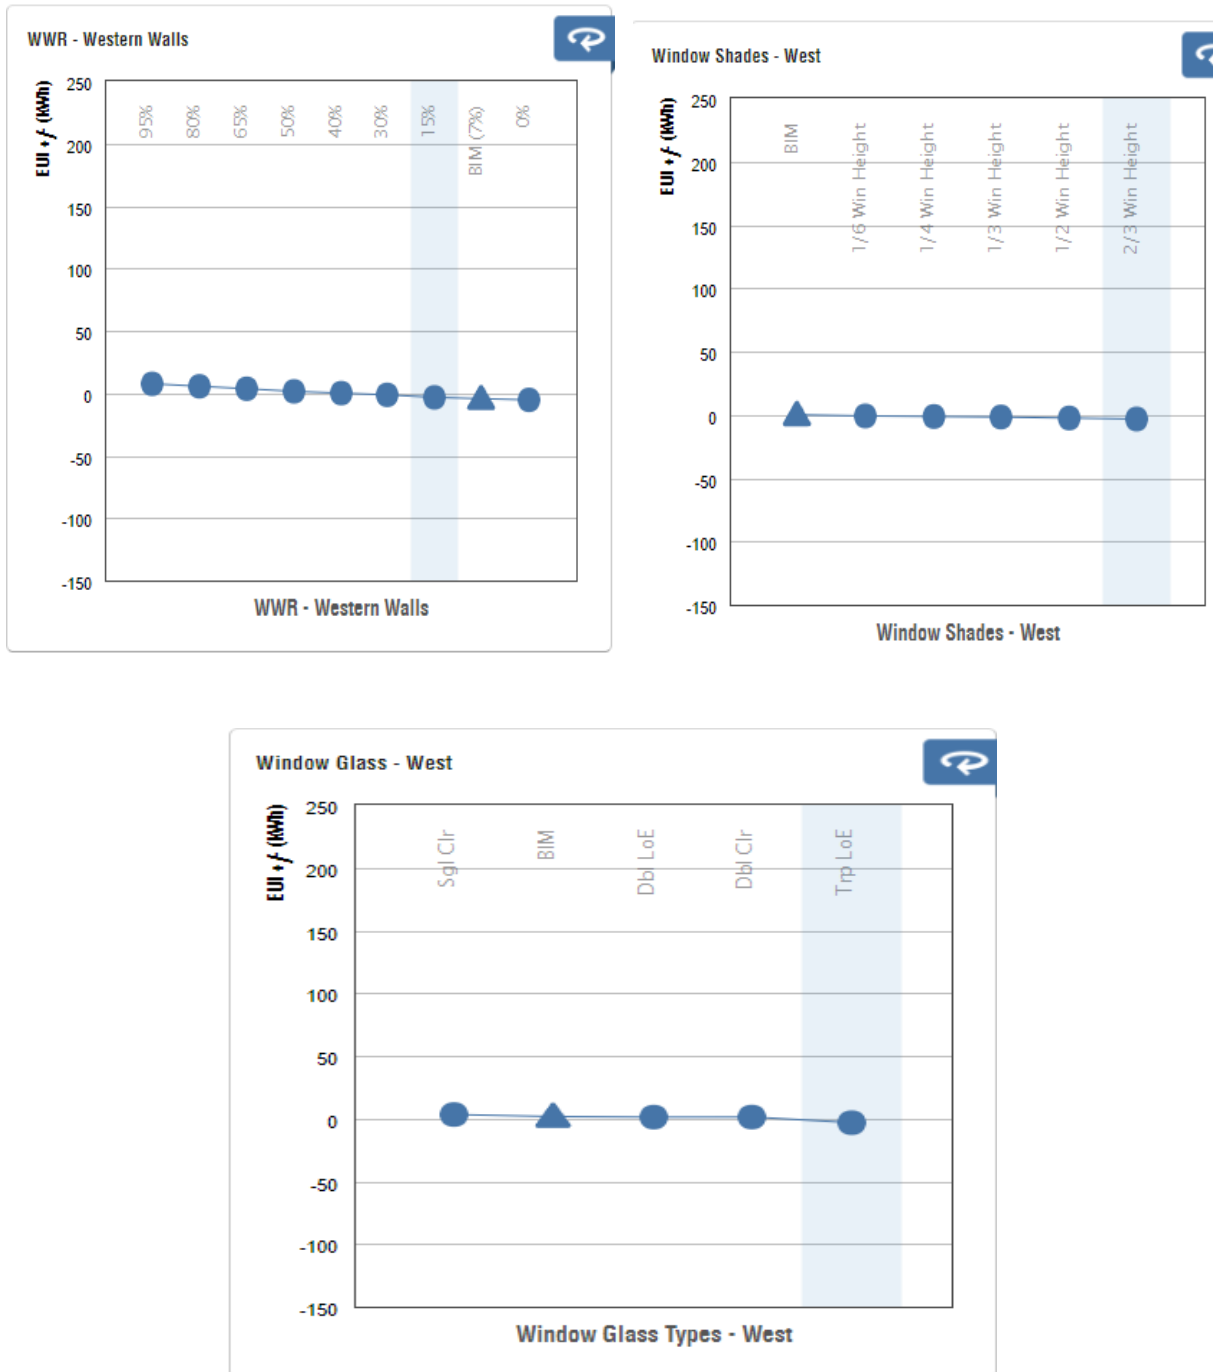 WWR - Western Walls
EUI + ƒ (kWh)
250
200
150
100
50
0
-50
-100
-150
95%
80%
65%
50%
40%
30%
15%
BIM (7%)
0%
WWR - Western Walls
Window Shades - West
EUI + ƒ (kWh)
250
200
150
100
50
0
-50
-100
-150
BIM
1/6 Win Height
1/4 Win Height
1/3 Win Height
1/2 Win Height
2/3 Win Height
Window Shades - West
Window Glass - West
EUI + ƒ (kWh)
250
200
150
100
50
0
-50
-100
-150
Sgl Clr
BIM
Dbl LoE
Dbl Clr
Trp LoE
Window Glass Types - West